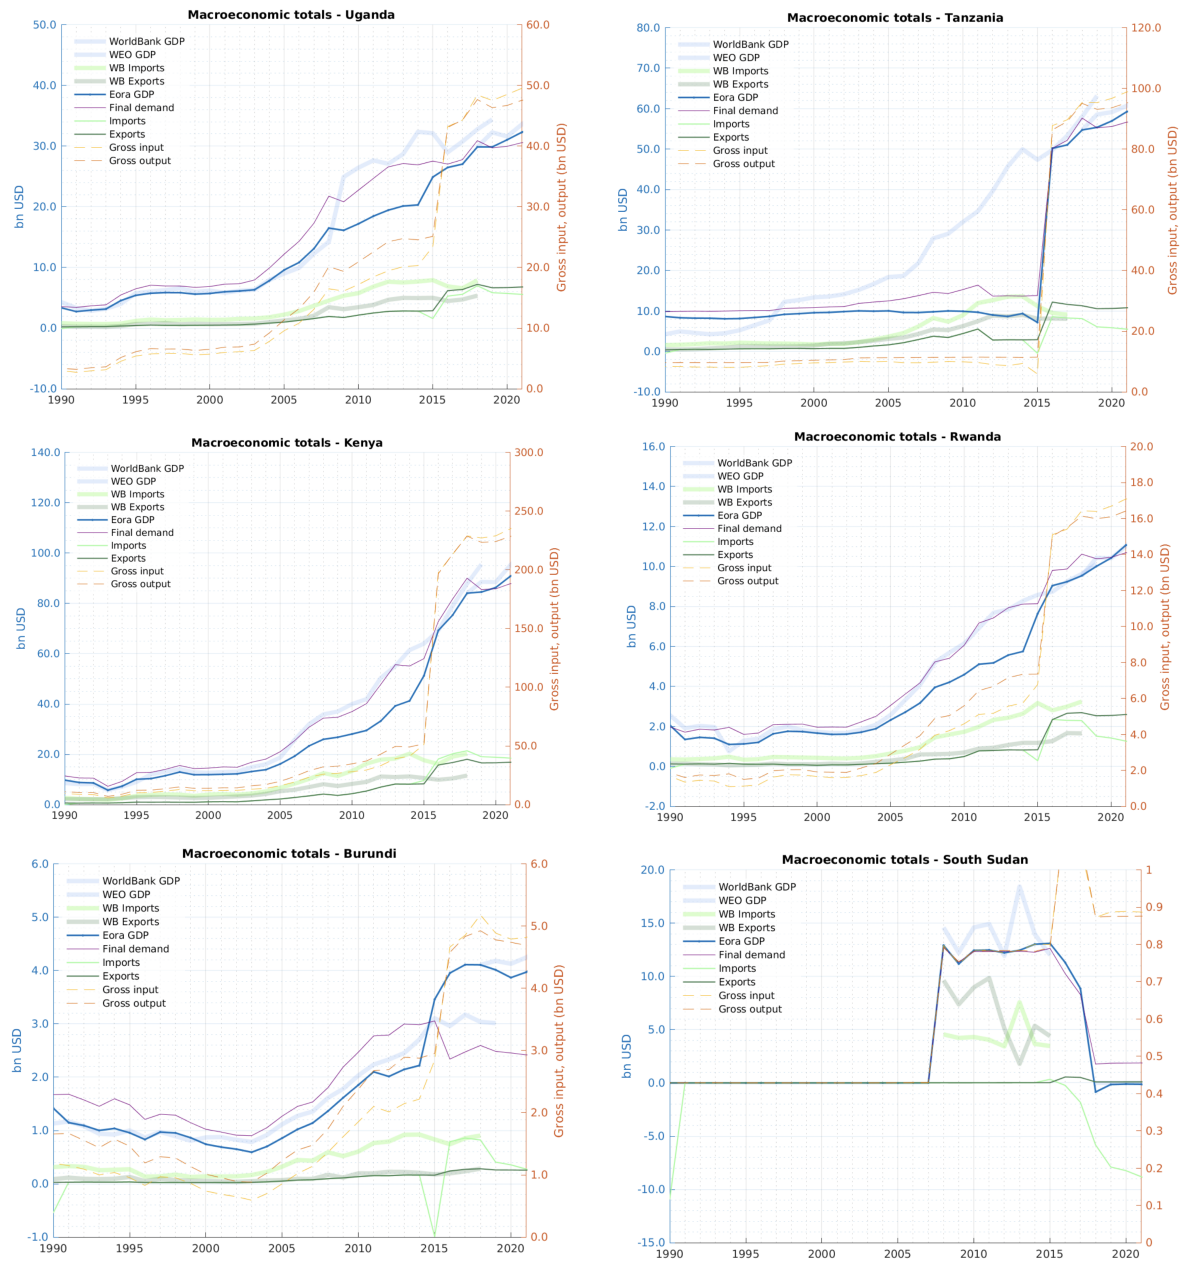 Macroeconomic totals - Uganda
50.0
40.0
30.0
20.0
10.0
0.0
-10.0
bn USD
WorldBank GDP
WEO GDP
WB Imports
WB Exports
Eora GDP
Final demand
Imports
Exports
Gross input
Gross output
60.0
50.0
40.0
30.0
20.0
10.0
0.0
Gross input, output (bn USD)
1990 1995 2000 2005 2010 2015 2020
Macroeconomic totals - Tanzania
80.0
70.0
60.0
50.0
40.0
30.0
20.0
10.0
0.0
-10.0
bn USD
WorldBank GDP
WEO GDP
WB Imports
WB Exports
Eora GDP
Final demand
Imports
Exports
Gross input
Gross output
120.0
100.0
80.0
60.0
40.0
20.0
0.0
Gross input, output (bn USD)
1990 1995 2000 2005 2010 2015 2020
Macroeconomic totals - Kenya
140.0
120.0
100.0
80.0
60.0
40.0
20.0
0.0
bn USD
WorldBank GDP
WEO GDP
WB Imports
WB Exports
Eora GDP
Final demand
Imports
Exports
Gross input
Gross output
300.0
250.0
200.0
150.0
100.0
50.0
0.0
Gross input, output (bn USD)
1990 1995 2000 2005 2010 2015 2020
Macroeconomic totals - Rwanda
16.0
14.0
12.0
10.0
8.0
6.0
4.0
2.0
0.0
-2.0
bn USD
WorldBank GDP
WEO GDP
WB Imports
WB Exports
Eora GDP
Final demand
Imports
Exports
Gross input
Gross output
20.0
18.0
16.0
14.0
12.0
10.0
8.0
6.0
4.0
2.0
0.0
Gross input, output (bn USD)
1990 1995 2000 2005 2010 2015 2020
Macroeconomic totals - Burundi
6.0
5.0
4.0
3.0
2.0
1.0
0.0
-1.0
bn USD
WorldBank GDP
WEO GDP
WB Imports
WB Exports
Eora GDP
Final demand
Imports
Exports
Gross input
Gross output
6.0
5.0
4.0
3.0
2.0
1.0
0.0
Gross input, output (bn USD)
1990 1995 2000 2005 2010 2015 2020
Macroeconomic totals - South Sudan
20.0
15.0
10.0
5.0
0.0
-5.0
-10.0
-15.0
bn USD
WorldBank GDP
WEO GDP
WB Imports
WB Exports
Eora GDP
Final demand
Imports
Exports
Gross input
Gross output
1
0.9
0.8
0.7
0.6
0.5
0.4
0.3
0.2
0.1
0
Gross input, output (bn USD)
1990 1995 2000 2005 2010 2015 2020